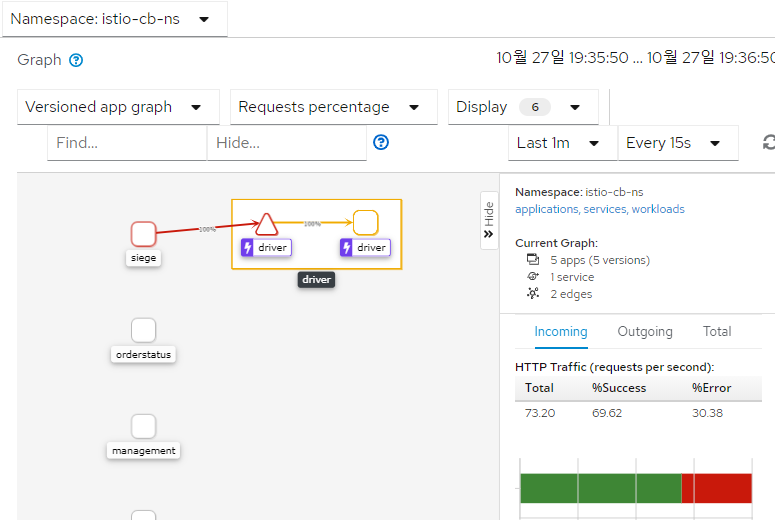 Namespace: istio-cb-ns
Graph
10월 27일 19:35:50 ... 10월 27일 19:36:50
Versioned app graph
Requests percentage
Display 6
Find...
Hide...
Last 1m
Every 15s
siege
100%
100%
driver
driver
driver
orderstatus
management
Hide
Namespace: istio-cb-ns
applications, services, workloads
Current Graph:
5 apps (5 versions)
1 service
2 edges
Incoming Outgoing Total
HTTP Traffic (requests per second):
Total %Success %Error
73.20 69.62 30.38